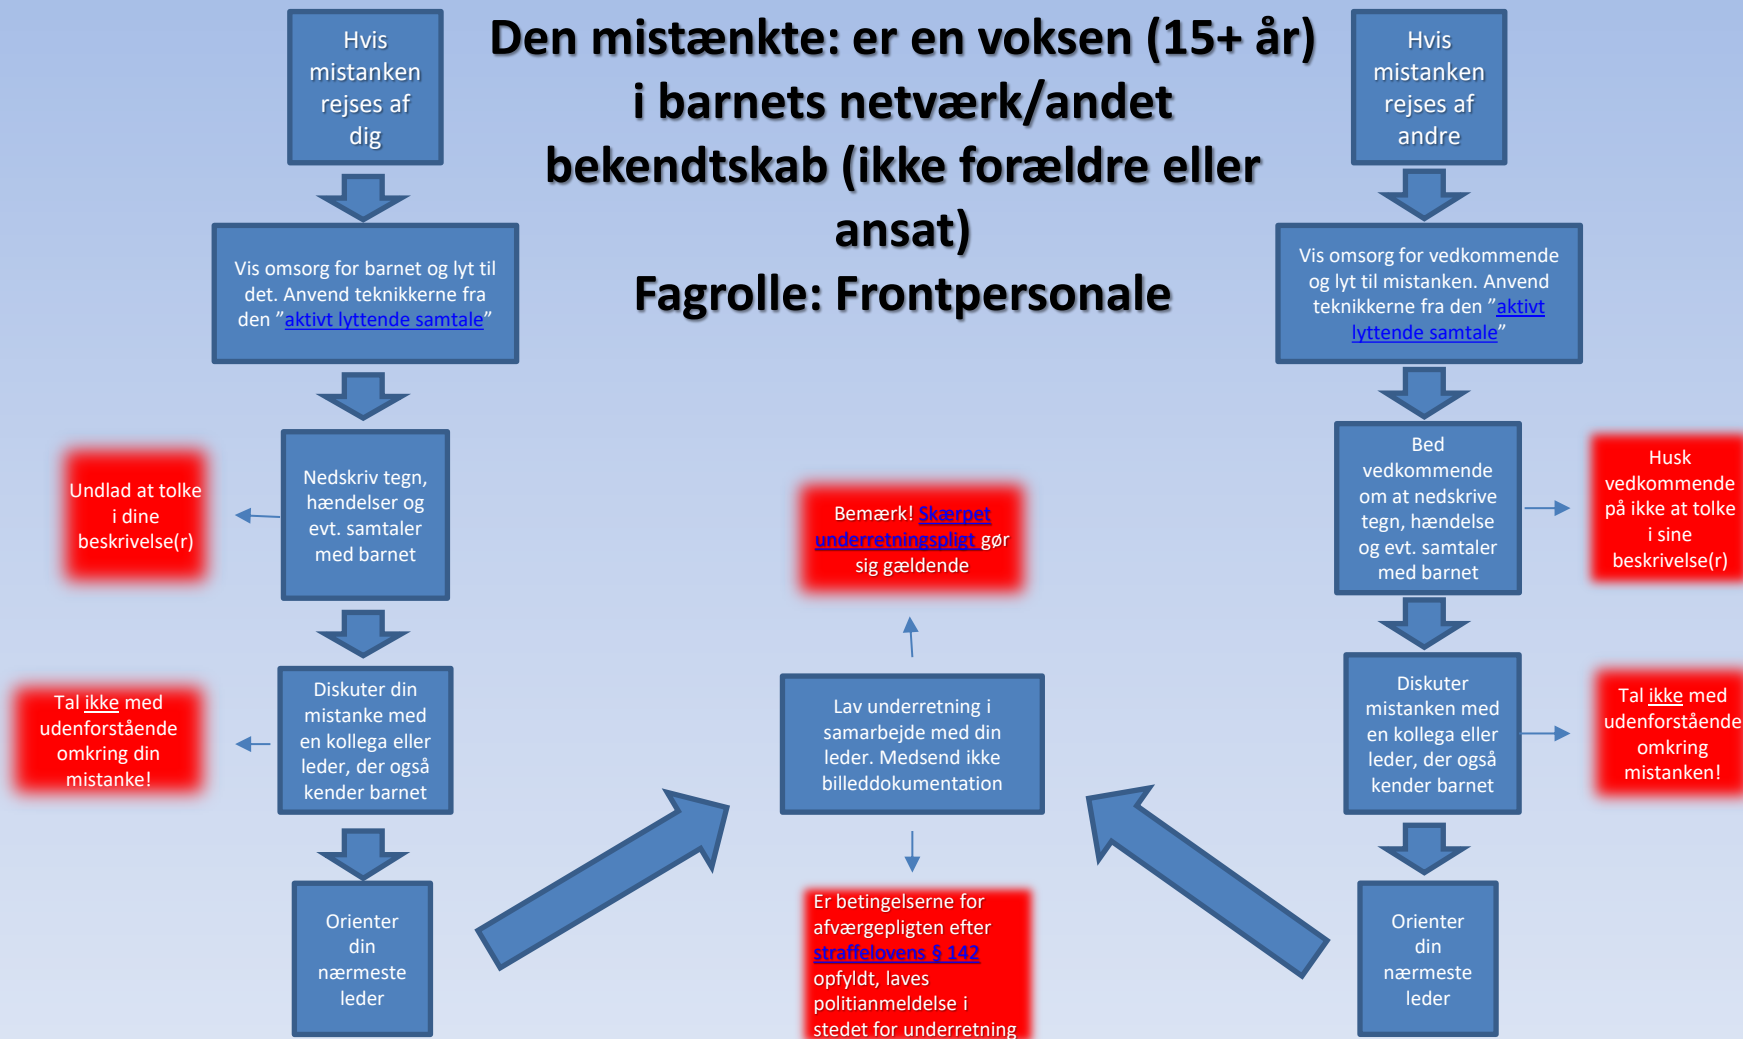 Den mistænkte: er en voksen (15+ år)
i barnets netværk/andet
bekendtskab (ikke forældre eller
ansat)
Fagrolle: Frontpersonale
Hvis
mistanken
rejses af
dig
Vis omsorg for barnet og lyt til
det. Anvend teknikkerne fra
den ”aktivt lyttende samtale”
Nedskriv tegn,
hændelser og
evt. samtaler
med barnet
Undlad at tolke
i dine
beskrivelse(r)
Diskuter din
mistanke med
en kollega eller
leder, der også
kender barnet
Tal ikke med
udenforstående
omkring din
mistanke!
Orienter
din
nærmeste
leder
Bemærk! Skærpet
underretningspligt gør
sig gældende
Lav underretning i
samarbejde med din
leder. Medsend ikke
billeddokumentation
Er betingelserne for
afværgepligten efter
straffelovens § 142
opfyldt, laves
politianmeldelse i
stedet for underretning
Hvis
mistanken
rejses af
andre
Vis omsorg for vedkommende
og lyt til mistanken. Anvend
teknikkerne fra den ”aktivt
lyttende samtale”
Bed
vedkommende
om at nedskrive
tegn, hændelse
og evt. samtaler
med barnet
Husk
vedkommende
på ikke at tolke
i sine
beskrivelse(r)
Diskuter
mistanken med
en kollega eller
leder, der også
kender barnet
Tal ikke med
udenforstående
omkring
mistanken!
Orienter
din
nærmeste
leder